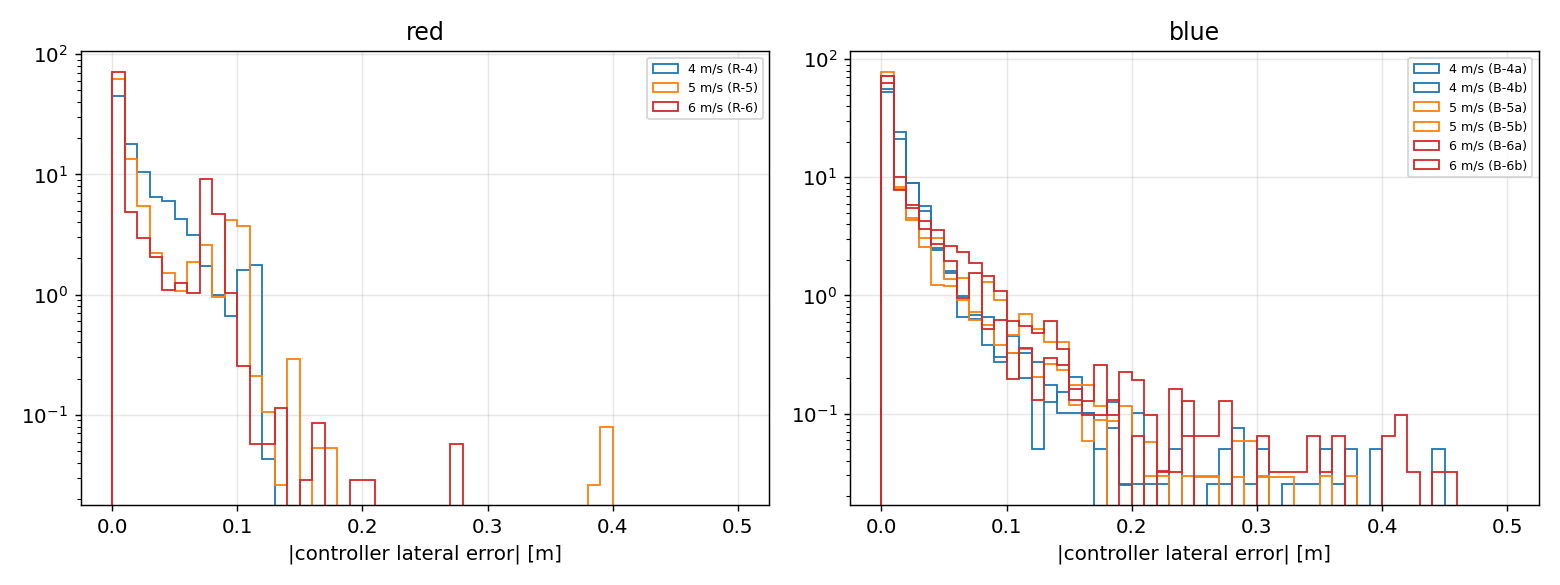 red
10²
10¹
10⁰
10⁻¹
4 m/s (R-4)
5 m/s (R-5)
6 m/s (R-6)
0.0 0.1 0.2 0.3 0.4 0.5
|controller lateral error| [m]
blue
10²
10¹
10⁰
10⁻¹
4 m/s (B-4a)
4 m/s (B-4b)
5 m/s (B-5a)
5 m/s (B-5b)
6 m/s (B-6a)
6 m/s (B-6b)
0.0 0.1 0.2 0.3 0.4 0.5
|controller lateral error| [m]